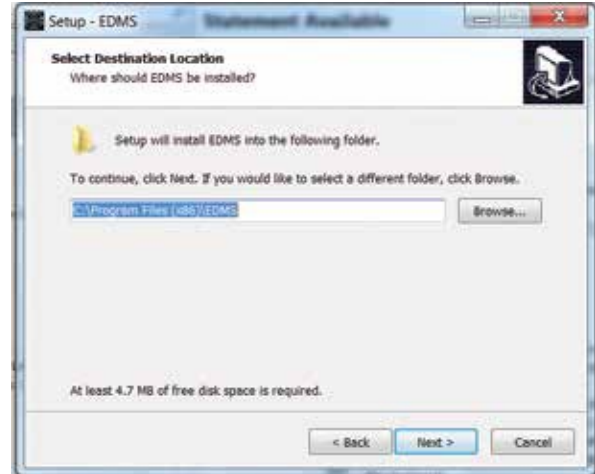 Setup - EDMS
Statement Available
Select Destination Location
Where should EDMS be installed?
Setup will install EDMS into the following folder.
To continue, click Next. If you would like to select a different folder, click Browse.
C:\Program Files (x86)\EDMS
Browse...
At least 4.7 MB of free disk space is required.
< Back
Next >
Cancel